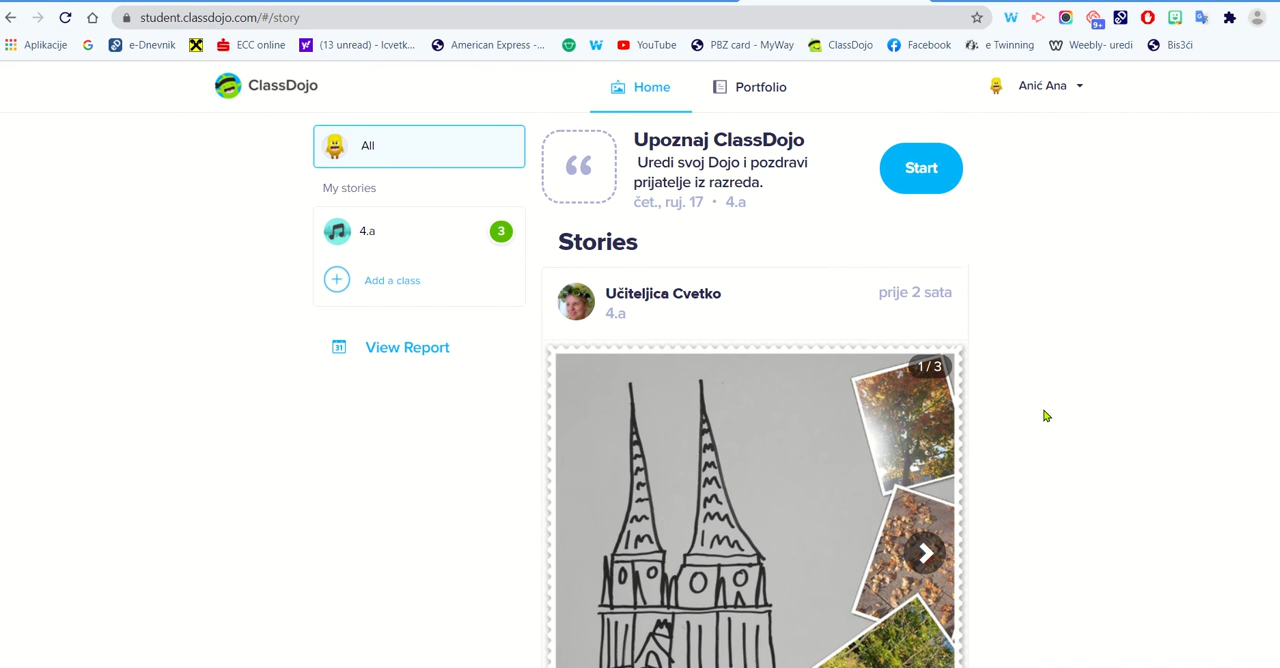 student.classdojo.com/#/story
9+
Aplikacije
e-Dnevnik
ECC online
(13 unread) - lcvetk...
American Express -...
YouTube
PBZ card - MyWay
ClassDojo
Facebook
e Twinning
Weebly- uredi
Bis3ći
ClassDojo
Home
Portfolio
Anić Ana
All
My stories
4.a
3
Add a class
31
View Report
“
Upoznaj ClassDojo
Uredi svoj Dojo i pozdravi
prijatelje iz razreda.
čet., ruj. 17 • 4.a
Start
Stories
Učiteljica Cvetko
4.a
prije 2 sata
1 / 3